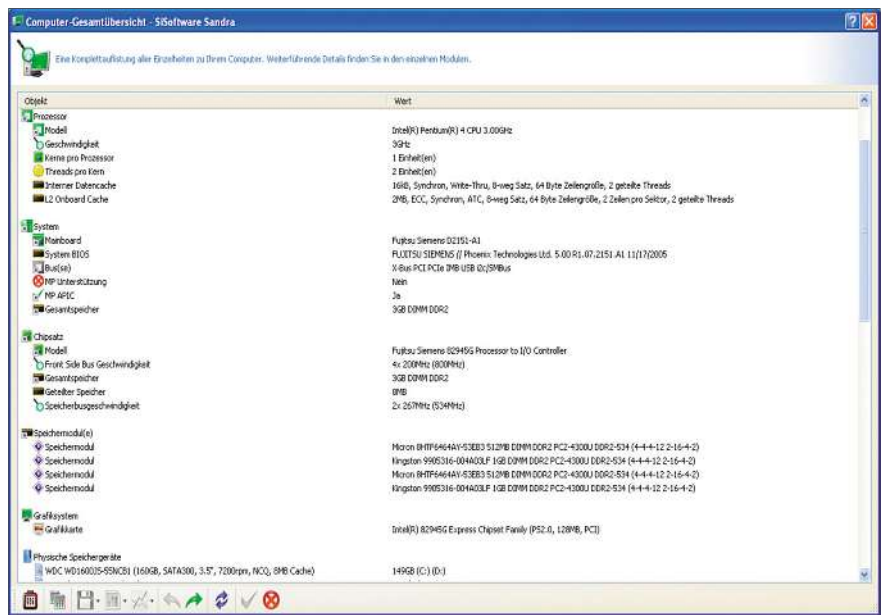 Computer-Gesamtübersicht - SiSoftware Sandra
Eine Komplettauflistung aller Einzelheiten zu Ihrem Computer. Weiterführende Details finden Sie in den einzelnen Modulen.
Objekt Wert
Prozessor
Modell Intel(R) Pentium(R) 4 CPU 3.00GHz
Geschwindigkeit 3GHz
Kerne pro Prozessor 1 Einheit(en)
Threads pro Kern 2 Einheit(en)
Interner Datencache 16kB, Synchron, Write-Thru, 8-weg Satz, 64 Byte Zeilengröße, 2 geteilte Threads
L2 Onboard Cache 2MB, ECC, Synchron, ATC, 8-weg Satz, 64 Byte Zeilengröße, 2 Zeilen pro Sektor, 2 geteilte Threads
System
Mainboard Fujitsu Siemens D2151-A1
System BIOS FUJITSU SIEMENS // Phoenix Technologies Ltd. 5.00 R1.07.2151.A1 11/17/2005
Bus(se) X-Bus PCI PCIe IMB USB i2c/SMBus
MP Unterstützung Nein
MP APIC Ja
Gesamtspeicher 3GB DIMM DDR2
Chipsatz
Modell Fujitsu Siemens 82945G Processor to I/O Controller
Front Side Bus Geschwindigkeit 4x 200MHz (800MHz)
Gesamtspeicher 3GB DIMM DDR2
Geteilter Speicher 8MB
Speicherbusgeschwindigkeit 2x 267MHz (534MHz)
Speichermodul(e)
Speichermodul Micron 8HTF6464AY-53EB3 512MB DIMM DDR2 PC2-4300U DDR2-534 (4-4-4-12 2-16-4-2)
Speichermodul Kingston 9905316-004A03LF 1GB DIMM DDR2 PC2-4300U DDR2-534 (4-4-4-12 2-16-4-2)
Speichermodul Micron 8HTF6464AY-53EB3 512MB DIMM DDR2 PC2-4300U DDR2-534 (4-4-4-12 2-16-4-2)
Speichermodul Kingston 9905316-004A03LF 1GB DIMM DDR2 PC2-4300U DDR2-534 (4-4-4-12 2-16-4-2)
Grafiksystem
Grafikkarte Intel(R) 82945G Express Chipset Family (PS2.0, 128MB, PCI)
Physische Speichergeräte
WDC WD1600JS-55NCB1 (160GB, SATA300, 3.5", 7200rpm, NCQ, 8MB Cache) 149GB (C:) (D:)